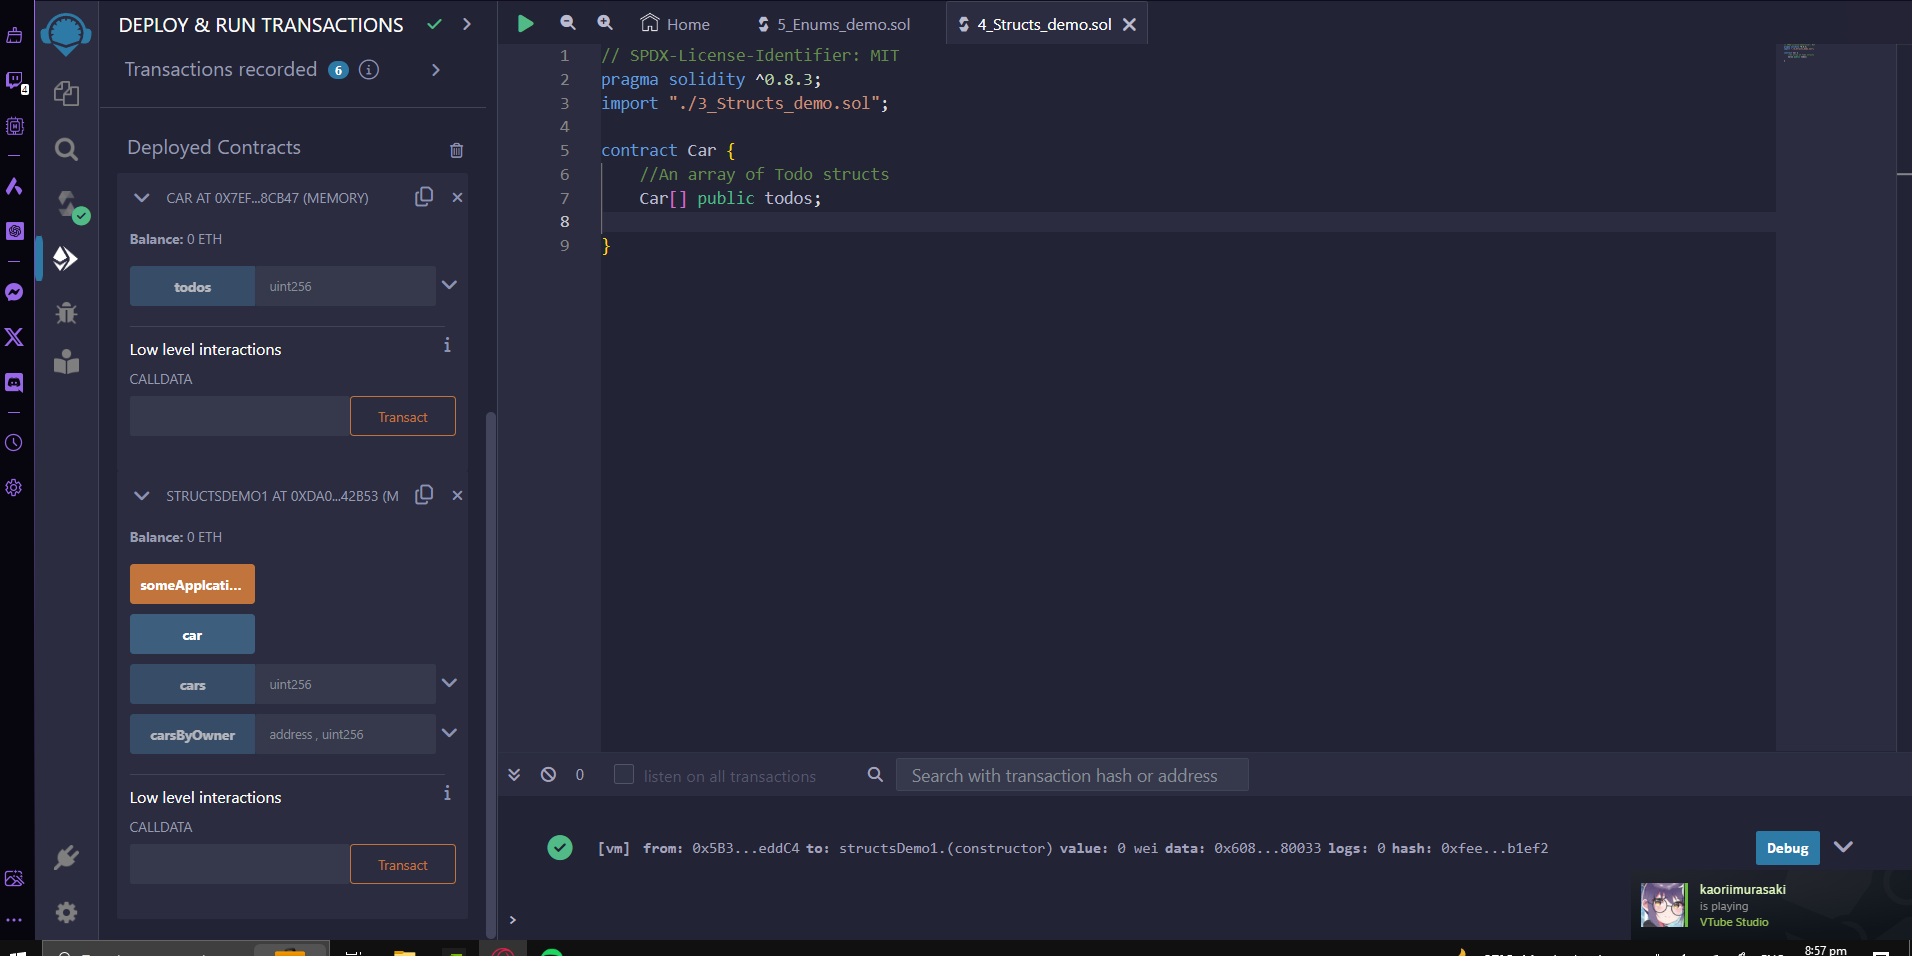 DEPLOY & RUN TRANSACTIONS
Transactions recorded 6
Deployed Contracts
CAR AT 0X7EF...8CB47 (MEMORY)
Balance: 0 ETH
todos uint256
Low level interactions
CALLDATA
Transact
STRUCTSDEMO1 AT 0XDA0...42B53 (M
Balance: 0 ETH
someApplcati...
car
cars uint256
carsByOwner address , uint256
Low level interactions
CALLDATA
Transact
4
Home 5_Enums_demo.sol 4_Structs_demo.sol
1 // SPDX-License-Identifier: MIT
2 pragma solidity ^0.8.3;
3 import "./3_Structs_demo.sol";
4
5 contract Car {
6 //An array of Todo structs
7 Car[] public todos;
8
9 }
0 listen on all transactions Search with transaction hash or address
[vm] from: 0x5B3...eddC4 to: structsDemo1.(constructor) value: 0 wei data: 0x608...80033 logs: 0 hash: 0xfee...b1ef2 Debug
>
kaoriimurasaki
is playing
VTube Studio
8:57 pm